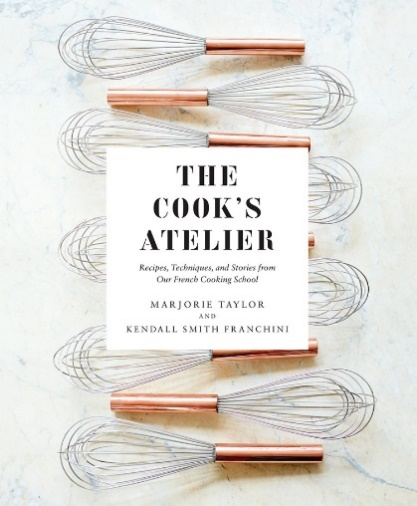 THE
COOK'S
ATELIER
Recipes, Techniques, and Stories from
Our French Cooking School
MARJORIE TAYLOR
AND
KENDALL SMITH FRANCHINI